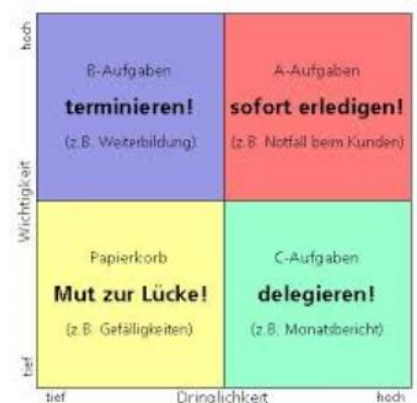 hoch
B-Aufgaben
terminieren!
(z.B. Weiterbildung)
A-Aufgaben
sofort erledigen!
(z.B. Notfall beim Kunden)
Wichtigkeit
Papierkorb
Mut zur Lücke!
(z.B. Gefälligkeiten)
C-Aufgaben
delegieren!
(z.B. Monatsbericht)
tief
tief
Dringlichkeit
hoch